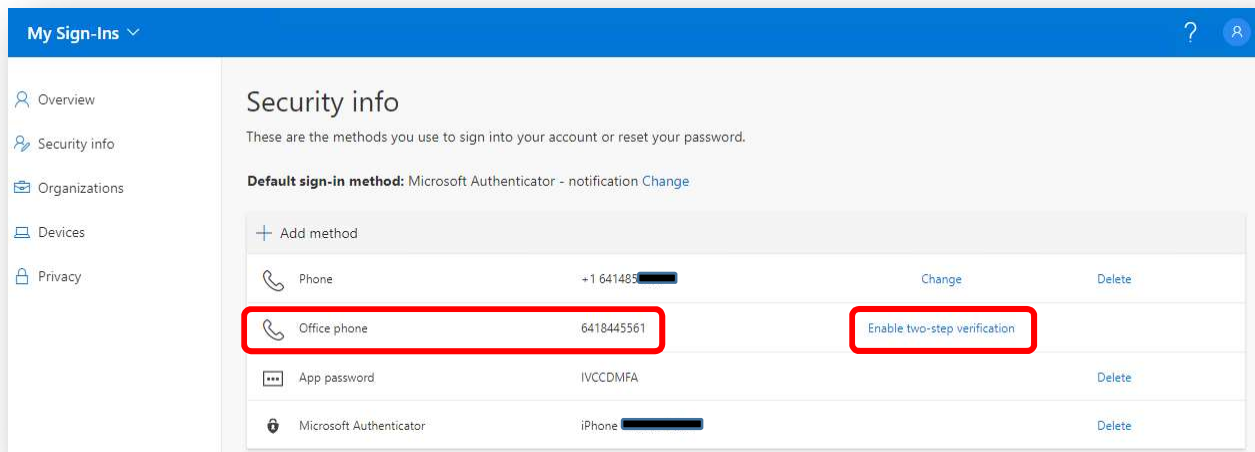 My Sign-Ins
?
Overview
Security info
Organizations
Devices
Privacy
Security info
These are the methods you use to sign into your account or reset your password.
Default sign-in method: Microsoft Authenticator - notification Change
+ Add method
Phone +1 641485 Change Delete
Office phone 6418445561 Enable two-step verification
App password IVCCDMFA Delete
Microsoft Authenticator iPhone Delete